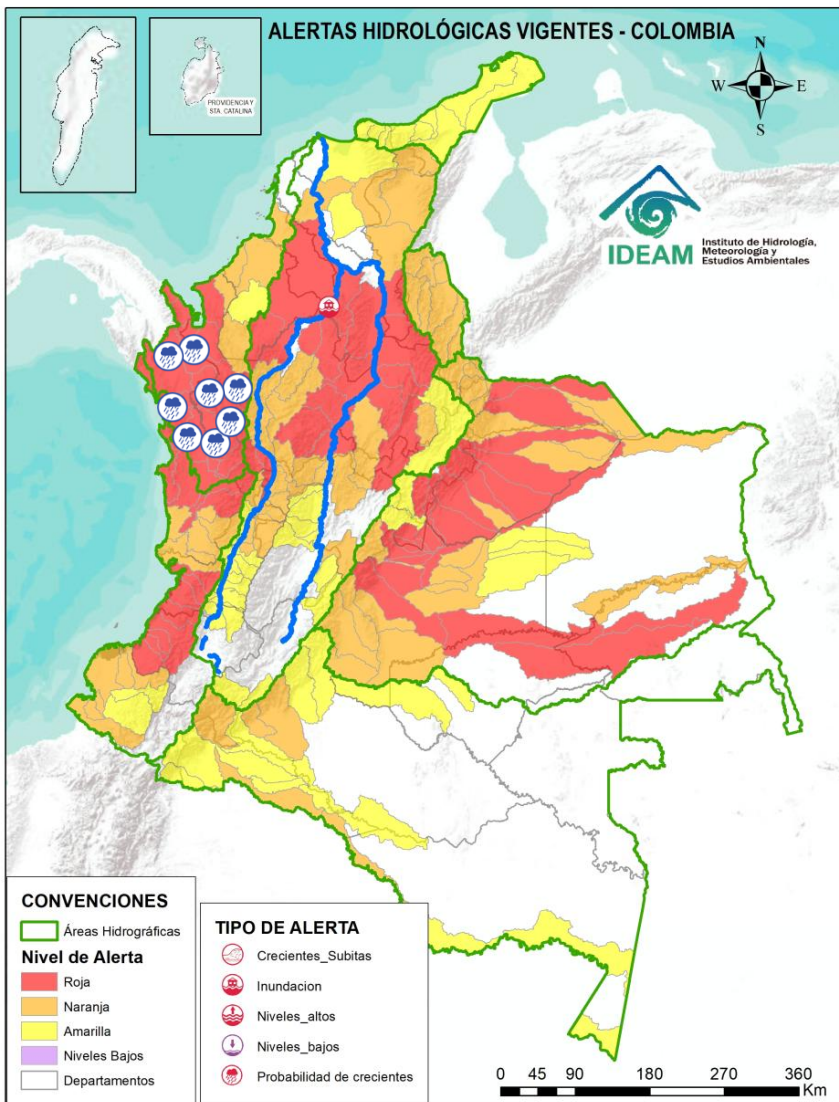 ALERTAS HIDROLÓGICAS VIGENTES - COLOMBIA
PROVIDENCIA Y
STA. CATALINA
N
W
E
S
IDEAM
Instituto de Hidrología,
Meteorología y
Estudios Ambientales
CONVENCIONES
Áreas Hidrográficas
Nivel de Alerta
Roja
Naranja
Amarilla
Niveles Bajos
Departamentos
TIPO DE ALERTA
Crecientes_Subitas
Inundacion
Niveles_altos
Niveles_bajos
Probabilidad de crecientes
0 45 90 180 270 360
Km